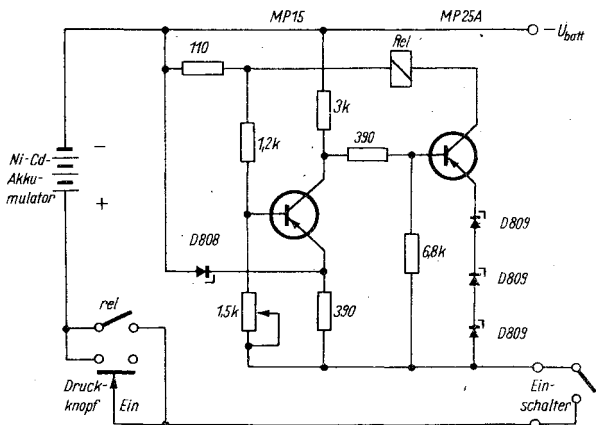 MP15
MP25A
−U_batt
110
Rel
3k
1,2k
390
Ni-Cd-
Akku-
mulator
−
+
D808
6,8k
D809
D809
D809
1,5k
390
rel
Druck-
knopf
Ein
Ein-
schalter